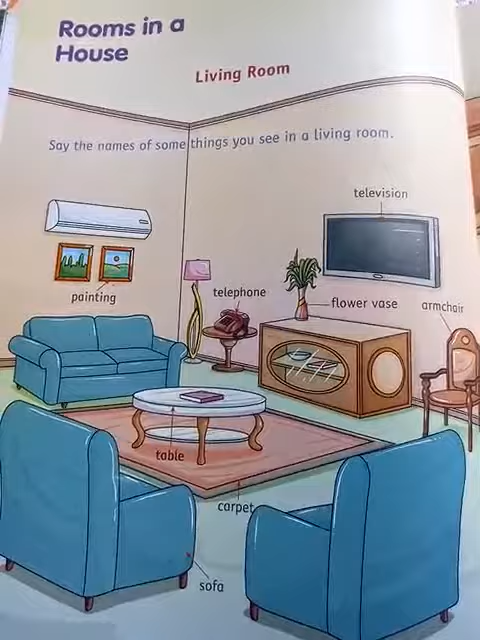 Rooms in a
House
Living Room
Say the names of some things you see in a living room.
television
painting
telephone
flower vase
armchair
table
carpet
sofa